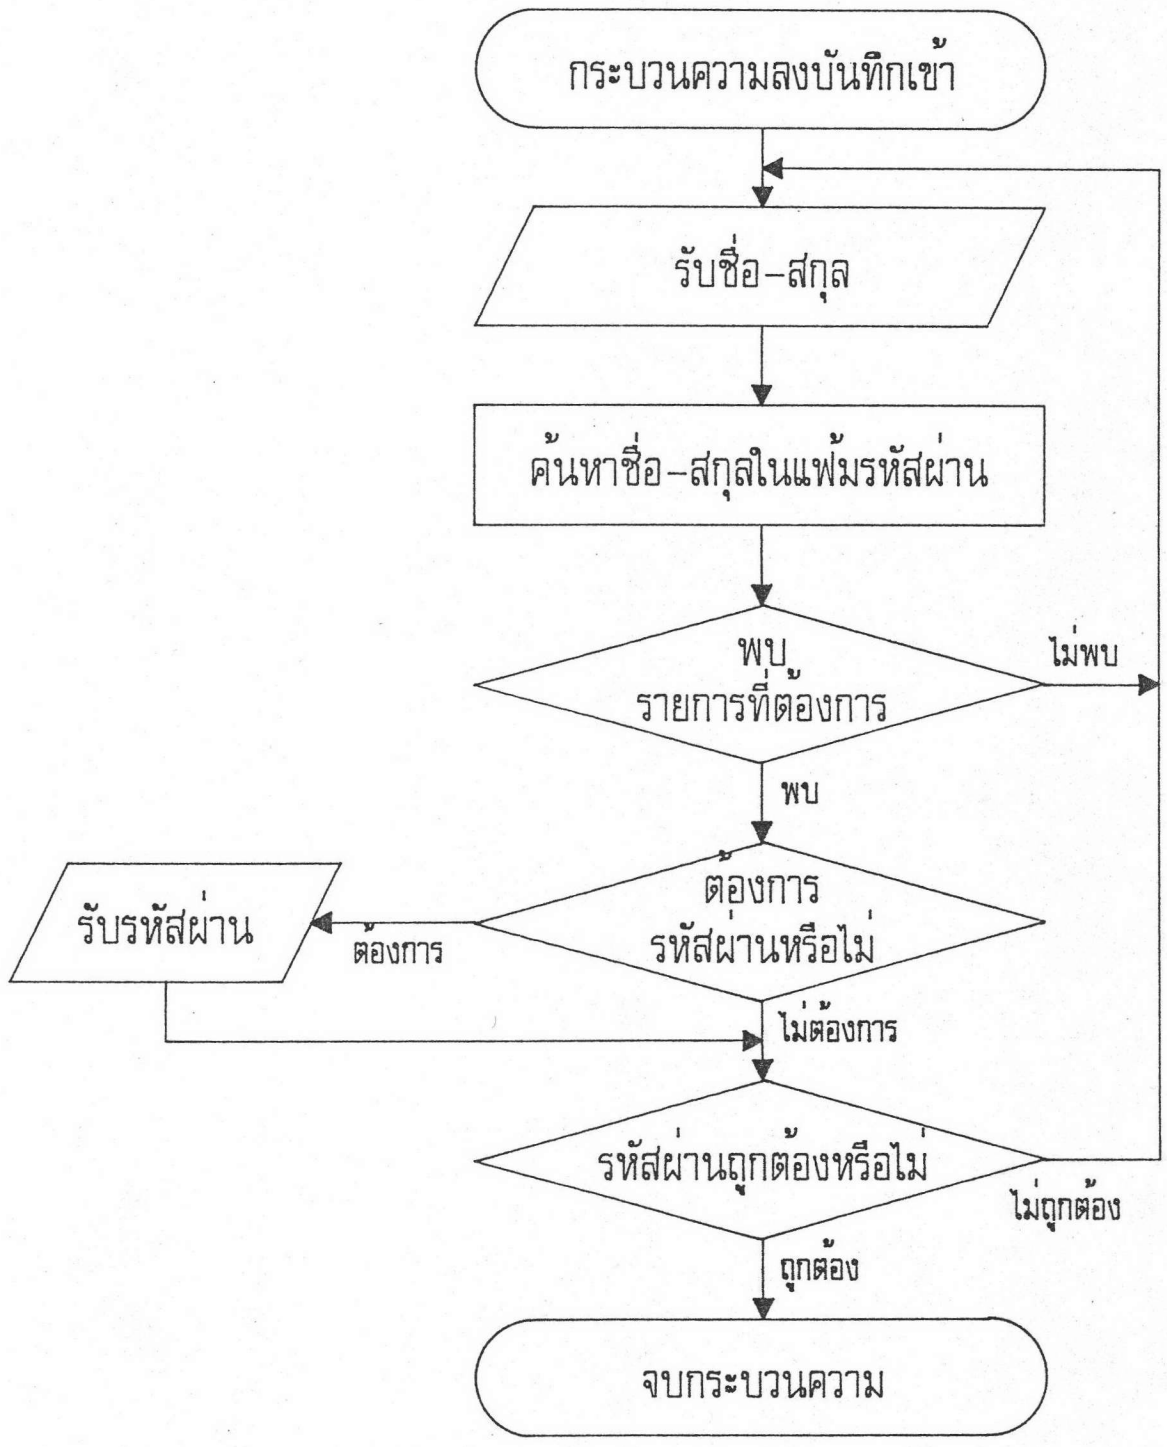 กระบวนความลงบันทึกเข้า
รับชื่อ-สกุล
ค้นหาชื่อ-สกุลในแฟ้มรหัสผ่าน
พบ
รายการที่ต้องการ
ไม่พบ
พบ
ต้องการ
รหัสผ่านหรือไม่
ต้องการ
รับรหัสผ่าน
ไม่ต้องการ
รหัสผ่านถูกต้องหรือไม่
ไม่ถูกต้อง
ถูกต้อง
จบกระบวนความ